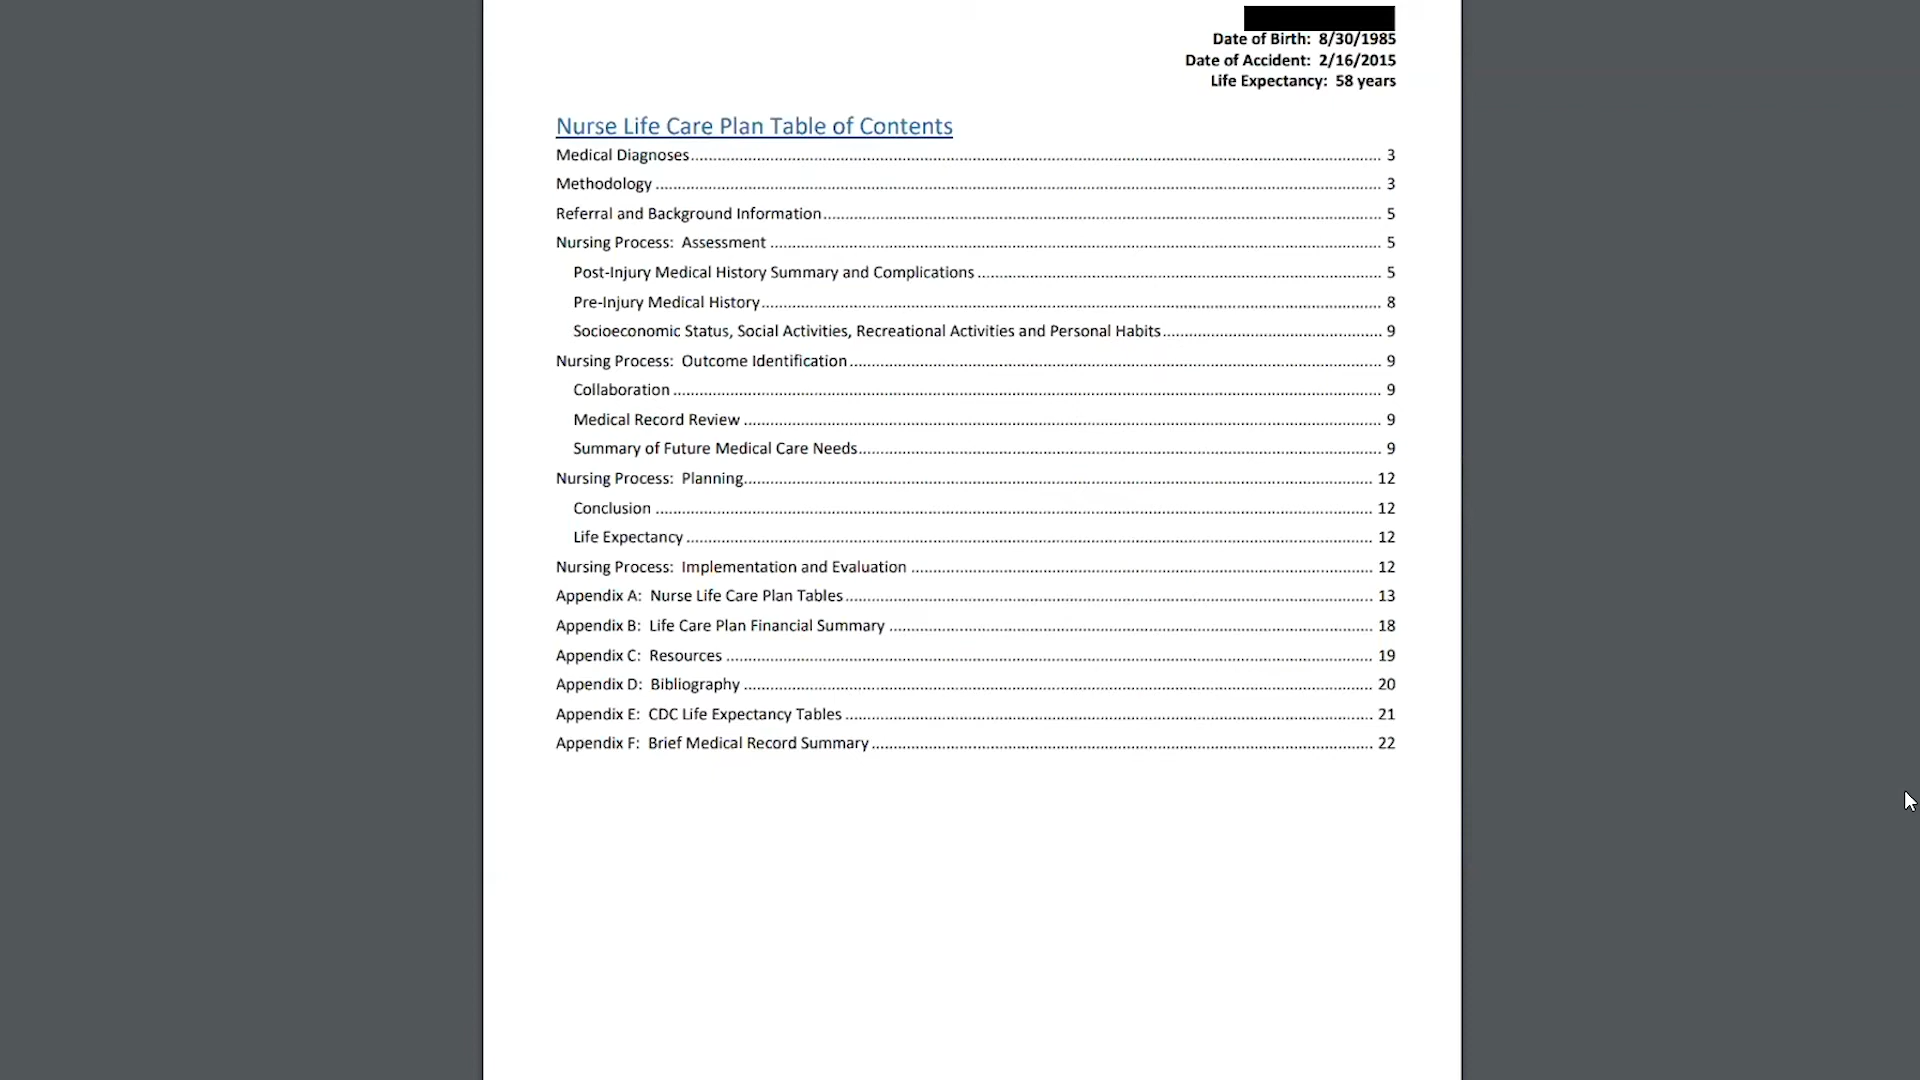 Date of Birth: 8/30/1985
Date of Accident: 2/16/2015
Life Expectancy: 58 years
Nurse Life Care Plan Table of Contents
Medical Diagnoses 3
Methodology 3
Referral and Background Information 5
Nursing Process: Assessment 5
Post-Injury Medical History Summary and Complications 5
Pre-Injury Medical History 8
Socioeconomic Status, Social Activities, Recreational Activities and Personal Habits 9
Nursing Process: Outcome Identification 9
Collaboration 9
Medical Record Review 9
Summary of Future Medical Care Needs 9
Nursing Process: Planning 12
Conclusion 12
Life Expectancy 12
Nursing Process: Implementation and Evaluation 12
Appendix A: Nurse Life Care Plan Tables 13
Appendix B: Life Care Plan Financial Summary 18
Appendix C: Resources 19
Appendix D: Bibliography 20
Appendix E: CDC Life Expectancy Tables 21
Appendix F: Brief Medical Record Summary 22